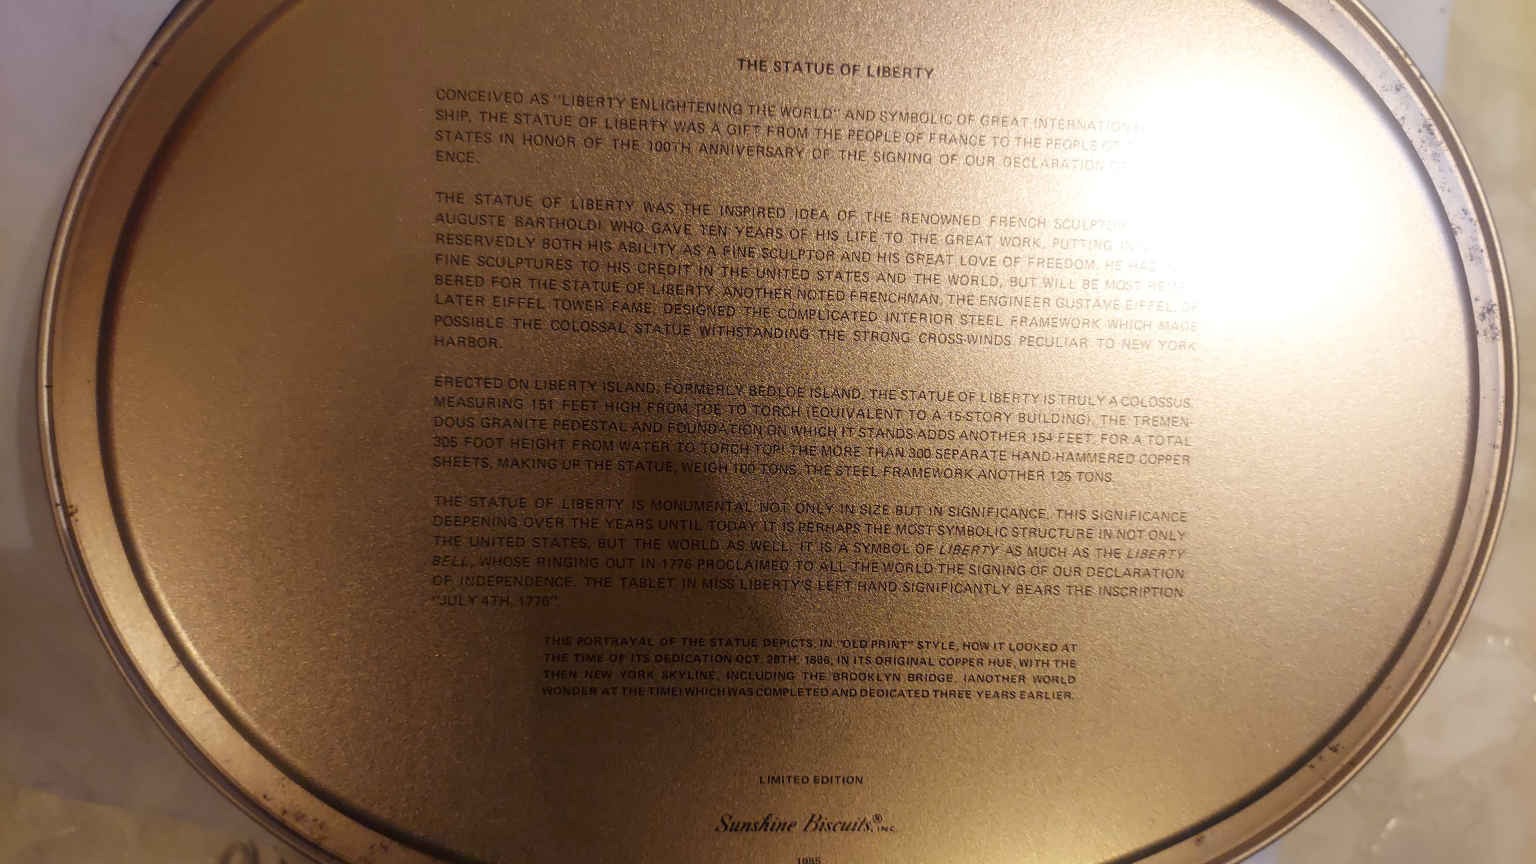 THE STATUE OF LIBERTY
CONCEIVED AS "LIBERTY ENLIGHTENING THE WORLD" AND SYMBOLIC OF GREAT
SHIP, THE STATUE OF LIBERTY WAS A GIFT FROM THE PEOPLE OF FRANCE TO THE PEOPLE OF
STATES IN HONOR OF THE 100TH ANNIVERSARY OF THE SIGNING OF OUR DECLARATION
ENCE.
THE STATUE OF LIBERTY WAS THE INSPIRED IDEA OF THE RENOWNED FRENCH
AUGUSTE BARTHOLDI WHO GAVE TEN YEARS OF HIS LIFE TO THE GREAT WORK, PUTTING
RESERVEDLY BOTH HIS ABILITY AS A FINE SCULPTOR AND HIS GREAT LOVE OF FREEDOM. HE
FINE SCULPTURES TO HIS CREDIT IN THE UNITED STATES AND THE WORLD, BUT WILL BE MOST
BERED FOR THE STATUE OF LIBERTY. ANOTHER NOTED FRENCHMAN, THE ENGINEER GUSTAVE EIFFEL, OF
LATER EIFFEL TOWER FAME, DESIGNED THE COMPLICATED INTERIOR STEEL FRAMEWORK WHICH MADE
POSSIBLE THE COLOSSAL STATUE WITHSTANDING THE STRONG CROSS-WINDS PECULIAR TO NEW YORK
HARBOR.
ERECTED ON LIBERTY ISLAND, FORMERLY BEDLOE ISLAND, THE STATUE OF LIBERTY IS TRULY A COLOSSUS.
MEASURING 151 FEET HIGH FROM TOE TO TORCH (EQUIVALENT TO A 15-STORY BUILDING), THE TREMEN-
DOUS GRANITE PEDESTAL AND FOUNDATION ON WHICH IT STANDS ADDS ANOTHER 154 FEET, FOR A TOTAL
305 FOOT HEIGHT FROM WATER TO TORCH TOP! THE MORE THAN 300 SEPARATE HAND HAMMERED COPPER
SHEETS, MAKING UP THE STATUE, WEIGH 100 TONS, THE STEEL FRAMEWORK ANOTHER 125 TONS.
THE STATUE OF LIBERTY IS MONUMENTAL NOT ONLY IN SIZE BUT IN SIGNIFICANCE. THIS SIGNIFICANCE
DEEPENING OVER THE YEARS UNTIL TODAY IT IS PERHAPS THE MOST SYMBOLIC STRUCTURE IN NOT ONLY
THE UNITED STATES, BUT THE WORLD AS WELL. IT IS A SYMBOL OF LIBERTY AS MUCH AS THE LIBERTY
BELL, WHOSE RINGING OUT IN 1776 PROCLAIMED TO ALL THE WORLD THE SIGNING OF OUR DECLARATION
OF INDEPENDENCE. THE TABLET IN MISS LIBERTY'S LEFT HAND SIGNIFICANTLY BEARS THE INSCRIPTION
"JULY 4TH, 1776".
THIS PORTRAYAL OF THE STATUE DEPICTS, IN "OLD PRINT" STYLE, HOW IT LOOKED AT
THE TIME OF ITS DEDICATION OCT. 28TH, 1886, IN ITS ORIGINAL COPPER HUE, WITH THE
THEN NEW YORK SKYLINE, INCLUDING THE BROOKLYN BRIDGE, (ANOTHER WORLD
WONDER AT THE TIME) WHICH WAS COMPLETED AND DEDICATED THREE YEARS EARLIER.
LIMITED EDITION
Sunshine Biscuits,® INC.
1985